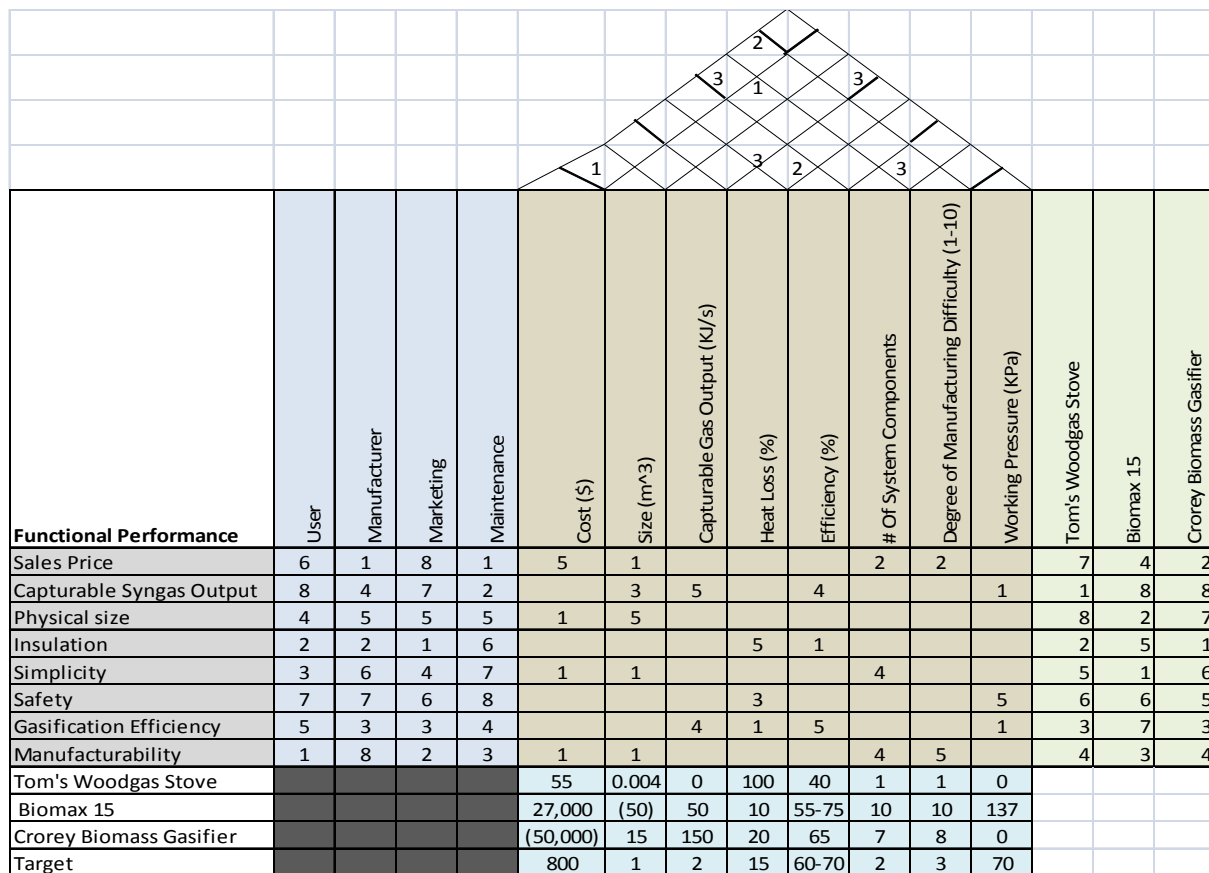 2
3 1 3
1 3 2 3
Functional Performance User Manufacturer Marketing Maintenance Cost ($) Size (m^3) Capturable Gas Output (KJ/s) Heat Loss (%) Efficiency (%) # Of System Components Degree of Manufacturing Difficulty (1-10) Working Pressure (KPa) Tom's Woodgas Stove Biomax 15 Crorey Biomass Gasifier
Sales Price 6 1 8 1 5 1 2 2 7 4 2
Capturable Syngas Output 8 4 7 2 3 5 4 1 1 8 8
Physical size 4 5 5 5 1 5 8 2 7
Insulation 2 2 1 6 5 1 2 5 1
Simplicity 3 6 4 7 1 1 4 5 1 6
Safety 7 7 6 8 3 5 6 6 5
Gasification Efficiency 5 3 3 4 4 1 5 1 3 7 3
Manufacturability 1 8 2 3 1 1 4 5 4 3 4
Tom's Woodgas Stove 55 0.004 0 100 40 1 1 0
Biomax 15 27,000 (50) 50 10 55-75 10 10 137
Crorey Biomass Gasifier (50,000) 15 150 20 65 7 8 0
Target 800 1 2 15 60-70 2 3 70